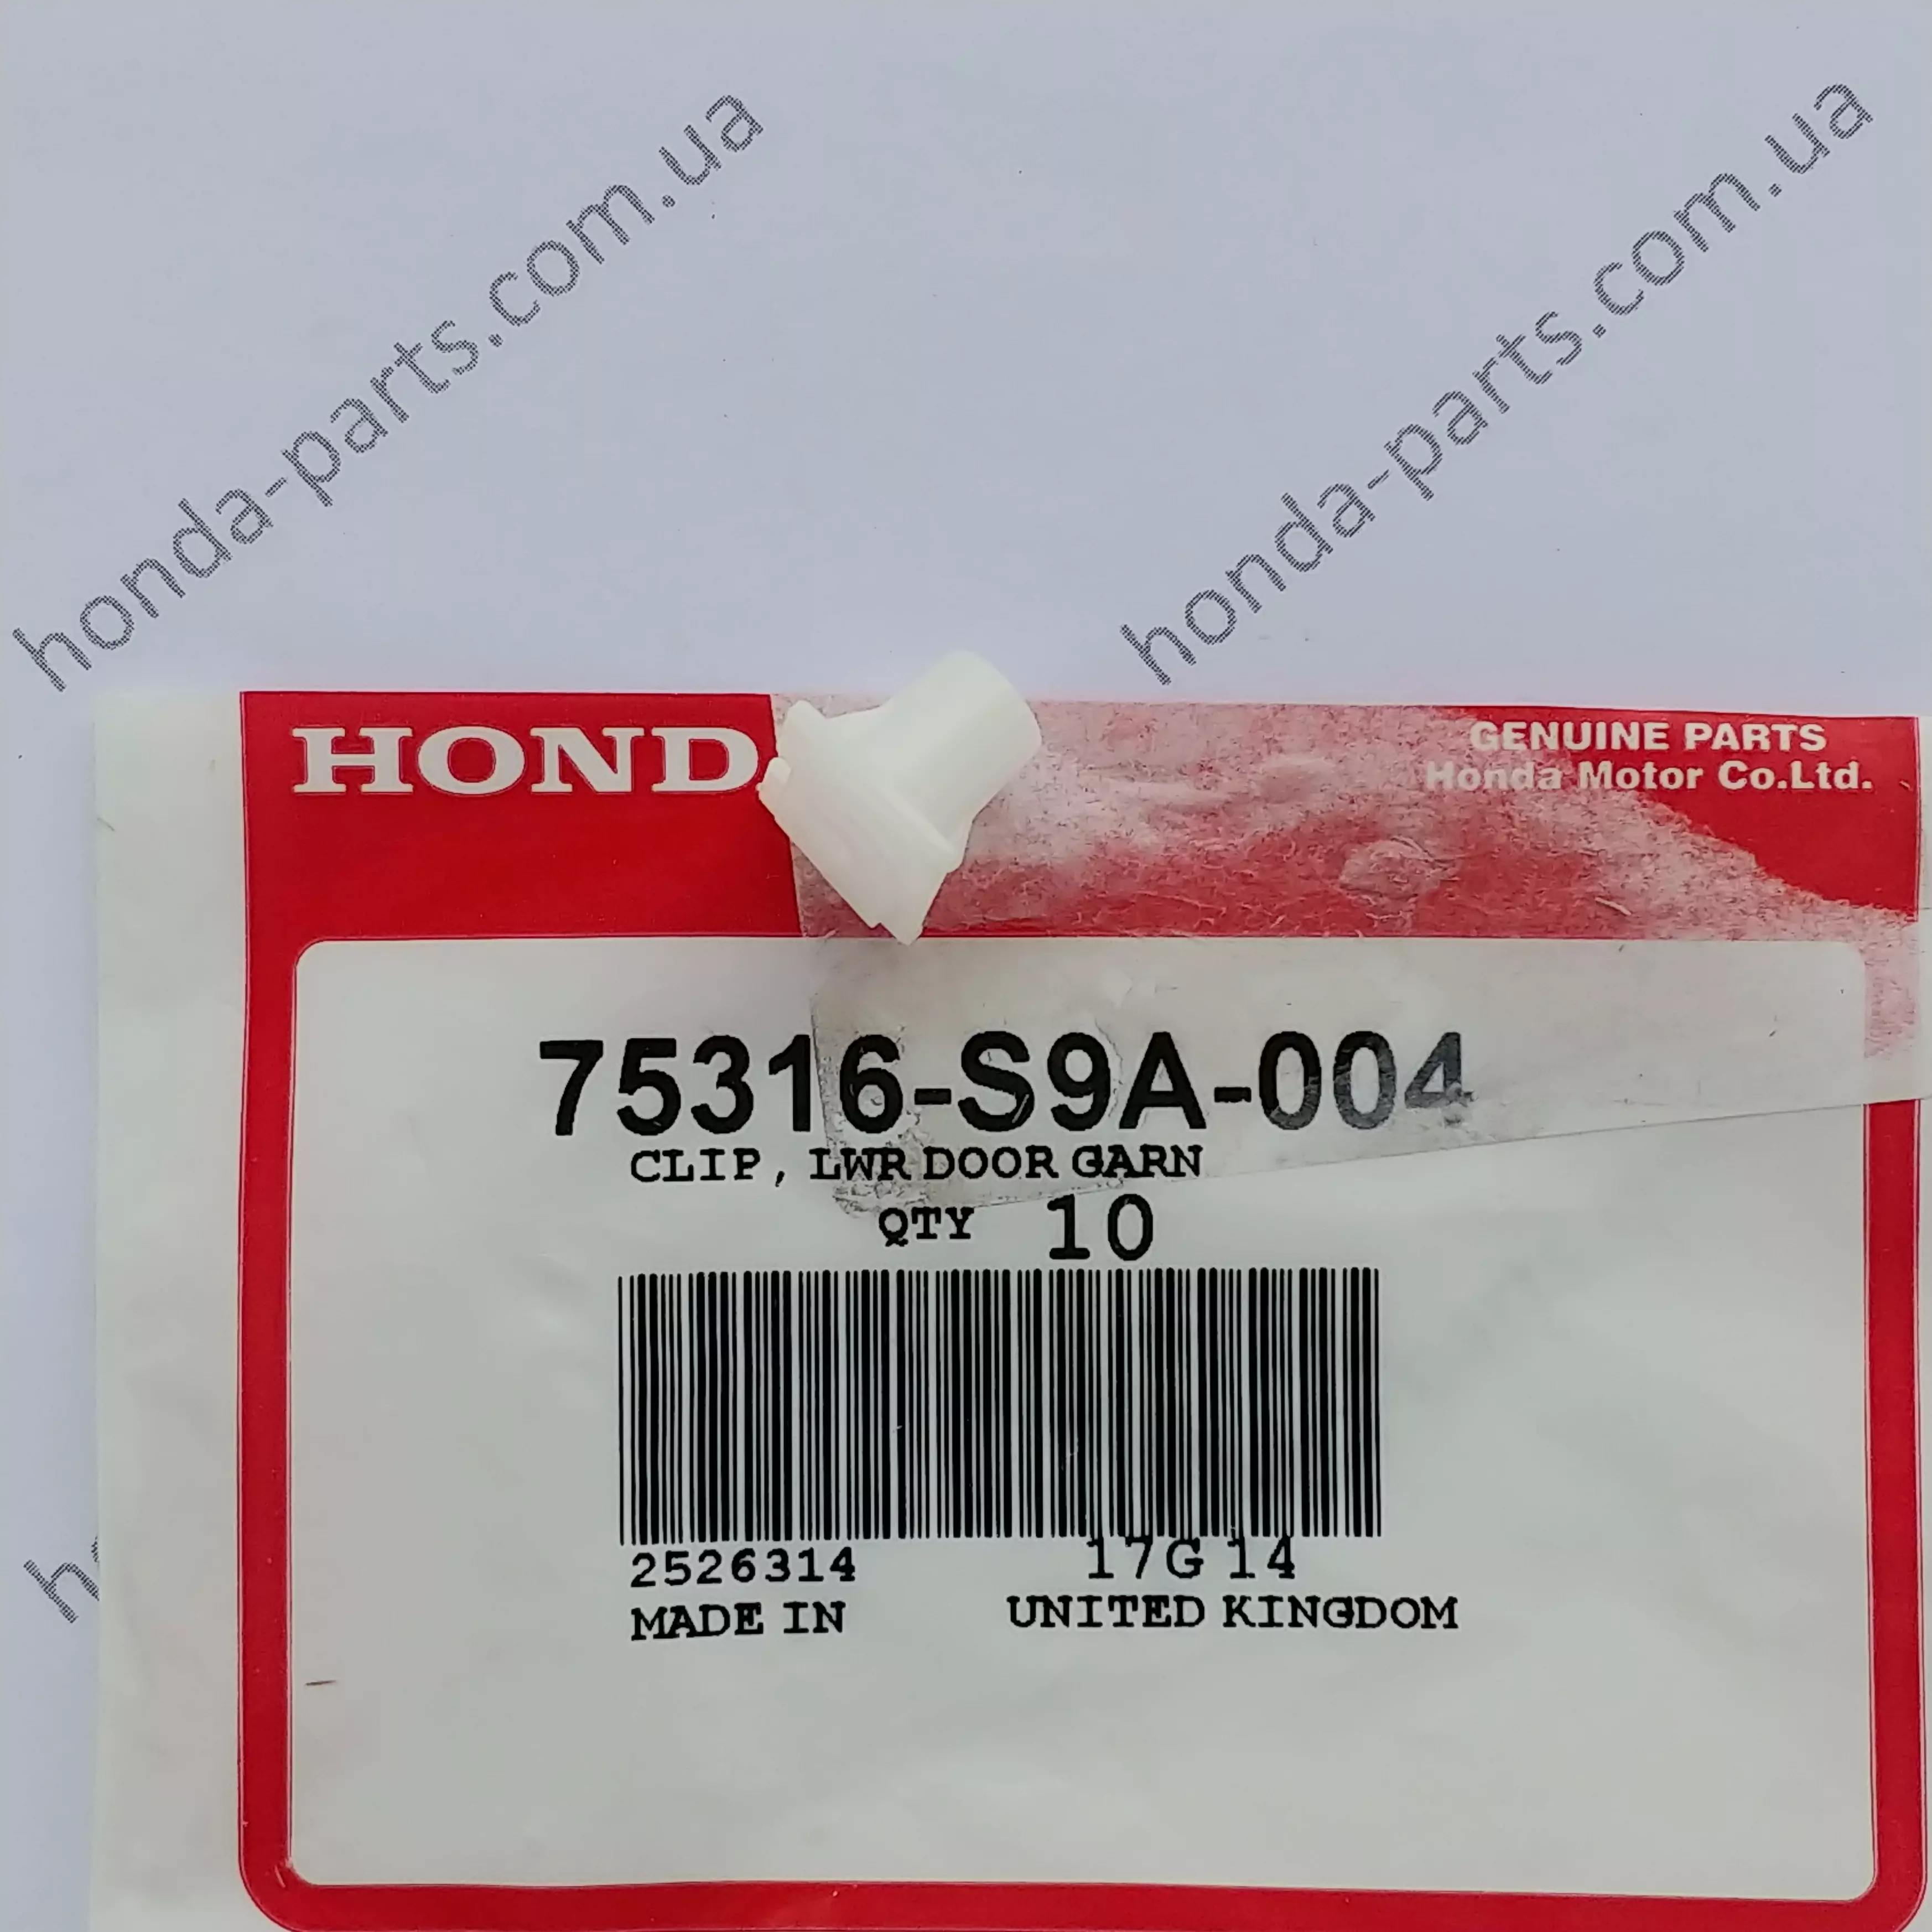 honda-parts.com.ua
honda-parts.com.ua
HOND
GENUINE PARTS
Honda Motor Co.Ltd.
75316-S9A-004
CLIP, LWR DOOR GARN
QTY 10
2526314 17G 14
MADE IN UNITED KINGDOM